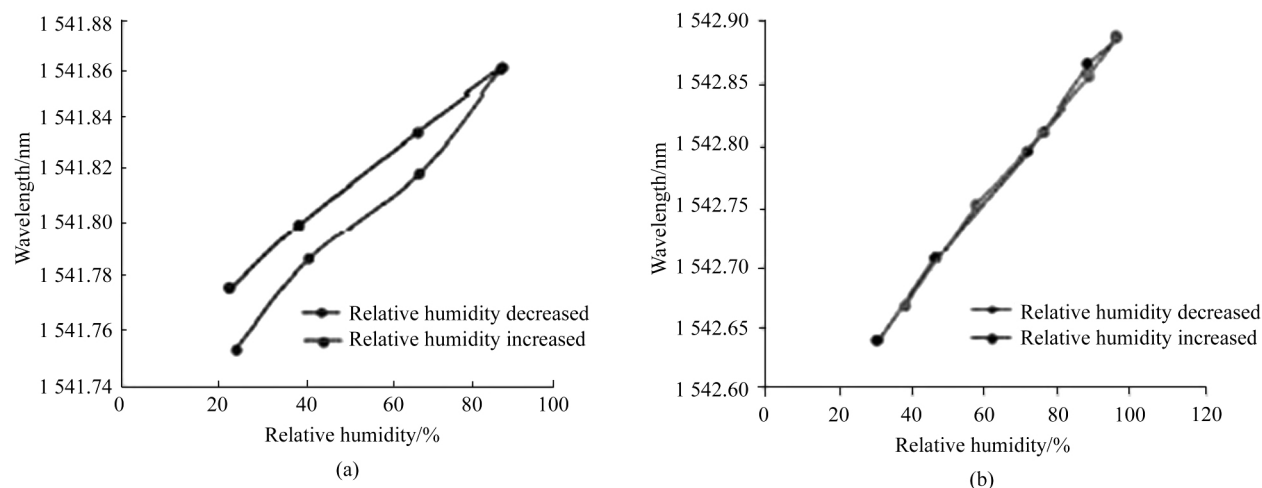 1 541.88
1 541.86
1 541.84
1 541.82
1 541.80
1 541.78
1 541.76
1 541.74
Wavelength/nm
0 20 40 60 80 100
Relative humidity/%
Relative humidity decreased
Relative humidity increased
(a)
1 542.90
1 542.85
1 542.80
1 542.75
1 542.70
1 542.65
1 542.60
Wavelength/nm
0 20 40 60 80 100 120
Relative humidity/%
Relative humidity decreased
Relative humidity increased
(b)